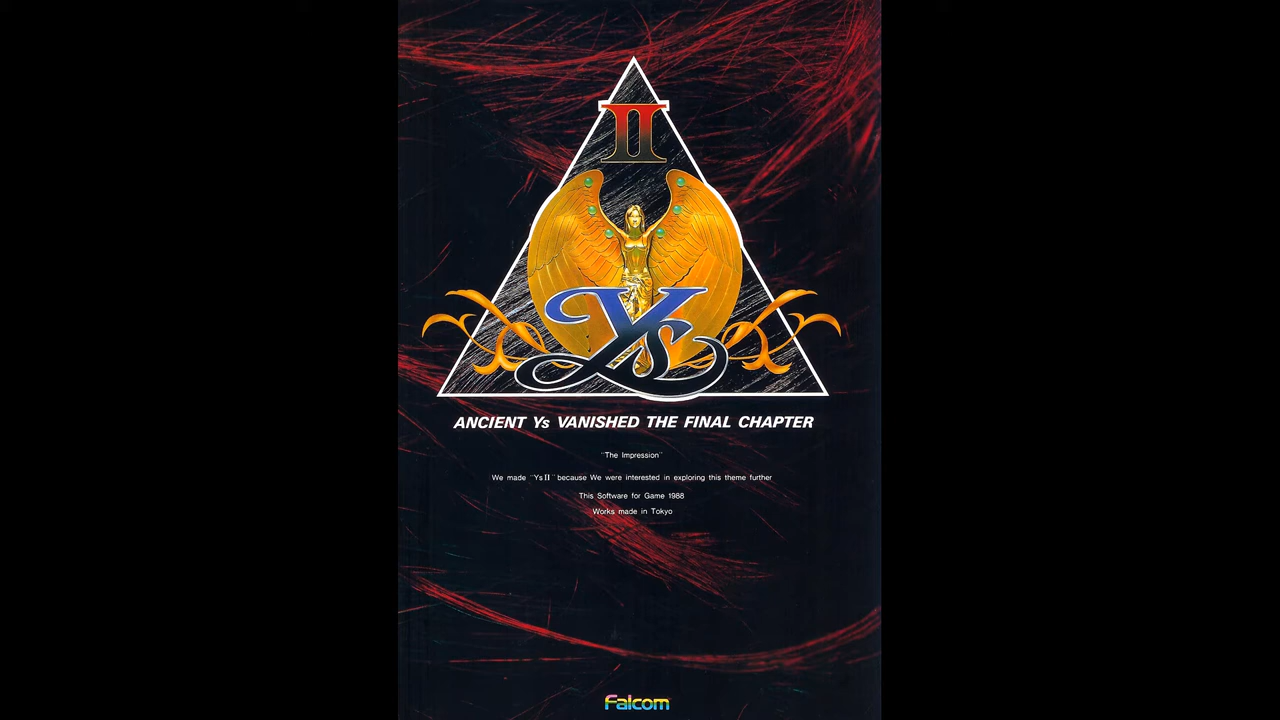 II
Ys
ANCIENT Ys VANISHED THE FINAL CHAPTER
"The Impression"
We made "Ys II" because We were interested in exploring this theme further
This Software for Game 1988
Works made in Tokyo
Falcom